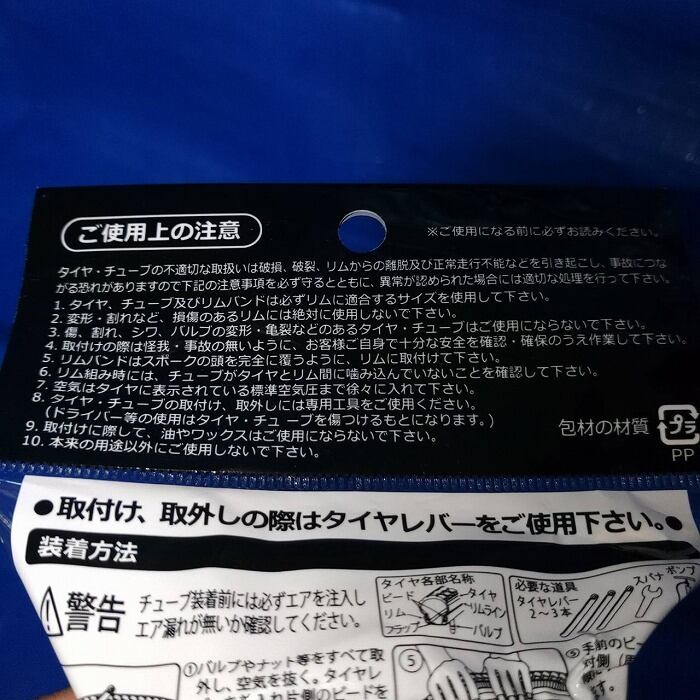 ご使用上の注意
※ご使用になる前に必ずお読みください。
タイヤ・チューブの不適切な取扱いは破損、破裂、リムからの離脱及び正常走行不能などを引き起こし、事故につな
がる恐れがありますので下記の注意事項を必ず守るとともに、異常が認められた場合には適切な処理を行って下さい。
1. タイヤ、チューブ及びリムバンドは必ずリムに適合するサイズを使用して下さい。
2. 変形・割れなど、損傷のあるリムには絶対に使用しないで下さい。
3. 傷、割れ、シワ、バルブの変形・亀裂などのあるタイヤ・チューブはご使用にならないで下さい。
4. 取付けの際は怪我・事故の無いように、お客様ご自身で十分な安全を確認・確保のうえ作業して下さい。
5. リムバンドはスポークの頭を完全に覆うように、リムに取付けて下さい。
6. リム組み時には、チューブがタイヤとリム間に噛み込んでいないことを確認して下さい。
7. 空気はタイヤに表示されている標準空気圧まで徐々に入れて下さい。
8. タイヤ・チューブの取付け、取外しには専用工具をご使用ください。
(ドライバー等の使用はタイヤ・チューブを傷つけるもとになります。)
9. 取付けに際して、油やワックスはご使用にならないで下さい。
10. 本来の用途以外にご使用しないで下さい。
包材の材質
プラ
PP
●取付け、取外しの際はタイヤレバーをご使用下さい。●
装着方法
警告
チューブ装着前には必ずエアを注入し
エア漏れが無いか確認してください。
タイヤ各部名称
ビード
リム
フラップ
タイヤ
リムライン
バルブ
必要な道具
タイヤレバー
2～3本
スパナ
ポンプ
①バルブやナット等をすべて取
外し、空気を抜く。タイヤレ
片側のビードを
⑤
⑤手前のビー
対側